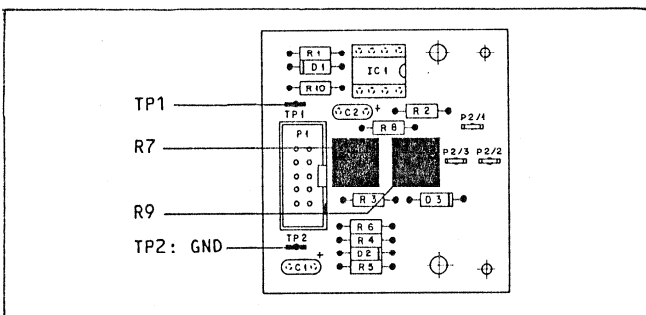 R1
D1
R10
IC1
TP1
TP1
C2 +
R2
P2/1
R8
P1
R7
P2/3 P2/2
R3
D3
R9
TP2
R6
R4
TP2: GND
D2
C1 +
R5